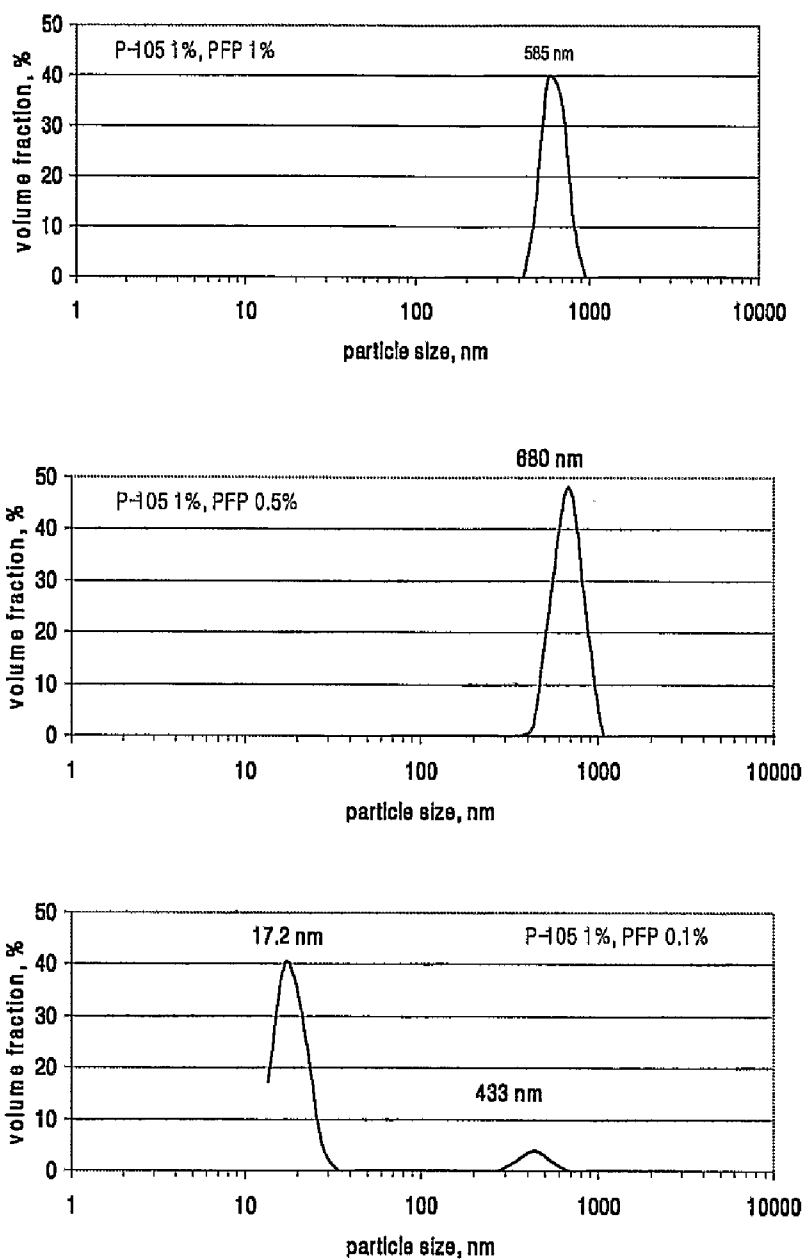 50
P-105 1%, PFP 1%
585 nm
40
30
20
10
0
volume fraction, %
1
10
100
1000
10000
particle size, nm
680 nm
50
P-105 1%, PFP 0.5%
40
30
20
10
0
volume fraction, %
1
10
100
1000
10000
particle size, nm
50
17.2 nm
P-105 1%, PFP 0.1%
40
30
20
433 nm
10
0
volume fraction, %
1
10
100
1000
10000
particle size, nm